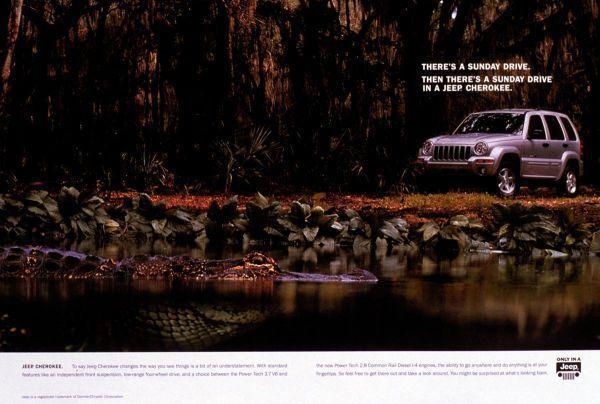 THERE'S A SUNDAY DRIVE.
THEN THERE'S A SUNDAY DRIVE
IN A JEEP CHEROKEE.
JEEP CHEROKEE. To say Jeep Cherokee changes the way you see things is a bit of an understatement. With standard
features like an independent front suspension, low-range four-wheel drive, and a choice between the Power Tech 3.7 V6 and
the new Power Tech 2.8 Common Rail Diesel I-4 engines, the ability to go anywhere and do anything is at your
fingertips. So feel free to get there out and take a look around. You might be surprised at what's looking back.
ONLY IN A
Jeep
Jeep is a registered trademark of DaimlerChrysler Corporation